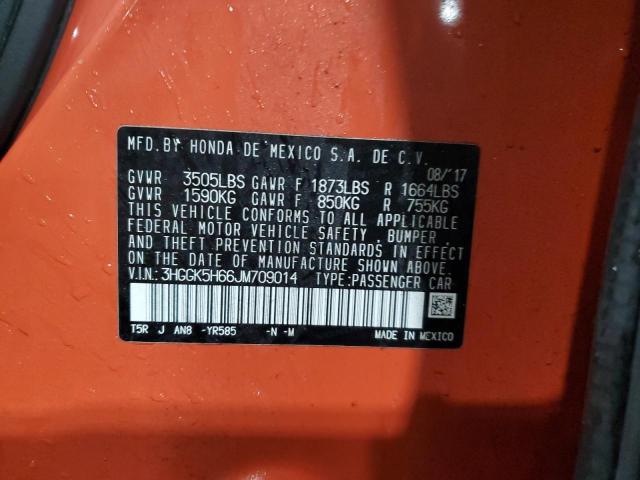 MFD.BY HONDA DE MEXICO S.A. DE C.V.
08/'17
GVWR 3505LBS GAWR F 1873LBS R 1664LBS
GVWR 1590KG GAWR F 850KG R 755KG
THIS VEHICLE CONFORMS TO ALL APPLICABLE
FEDERAL MOTOR VEHICLE SAFETY, BUMPER,
AND THEFT PREVENTION STANDARDS IN EFFECT
ON THE DATE OF MANUFACTURE SHOWN ABOVE.
V.I.N.: 3HGGK5H66JM709014 TYPE:PASSENGER CAR
T5R J AN8 -YR585 -N -M MADE IN MEXICO